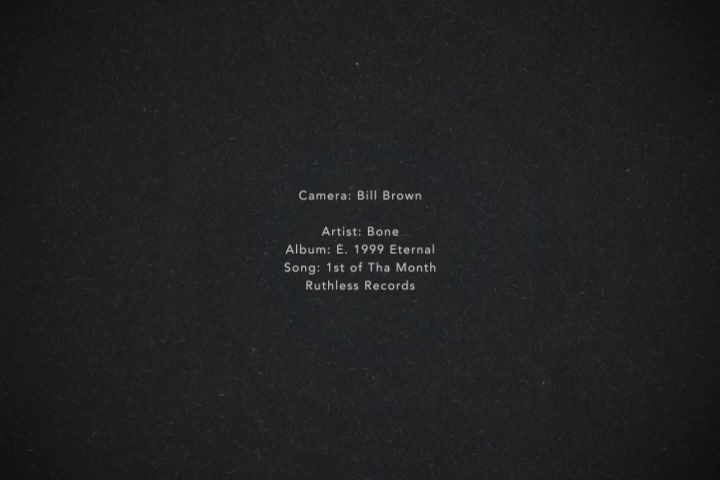 Camera: Bill Brown
Artist: Bone
Album: E. 1999 Eternal
Song: 1st of Tha Month
Ruthless Records